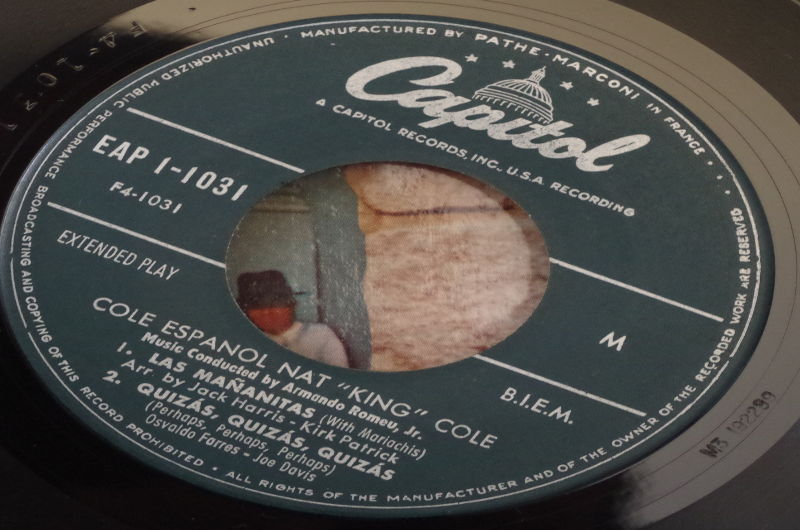 MANUFACTURED BY PATHE · MARCONI IN FRANCE
Capitol
A CAPITOL RECORDS, INC., U.S.A. RECORDING
EAP 1-1031
F4-1031
EXTENDED PLAY
M
B.I.E.M.
COLE ESPANOL NAT "KING" COLE
Music Conducted by Armando Romeu, Jr.
1. LAS MAÑANITAS (With Mariachis)
Arr. by Jack Harris - Kirk Patrick
2. QUIZÁS, QUIZÁS, QUIZÁS
(Perhaps, Perhaps, Perhaps)
Osvaldo Farres - Joe Davis
UNAUTHORIZED PUBLIC PERFORMANCE BROADCASTING AND COPYING OF THIS RECORD PROHIBITED · ALL RIGHTS OF THE MANUFACTURER AND OF THE OWNER OF THE RECORDED WORK ARE RESERVED
M3 192299